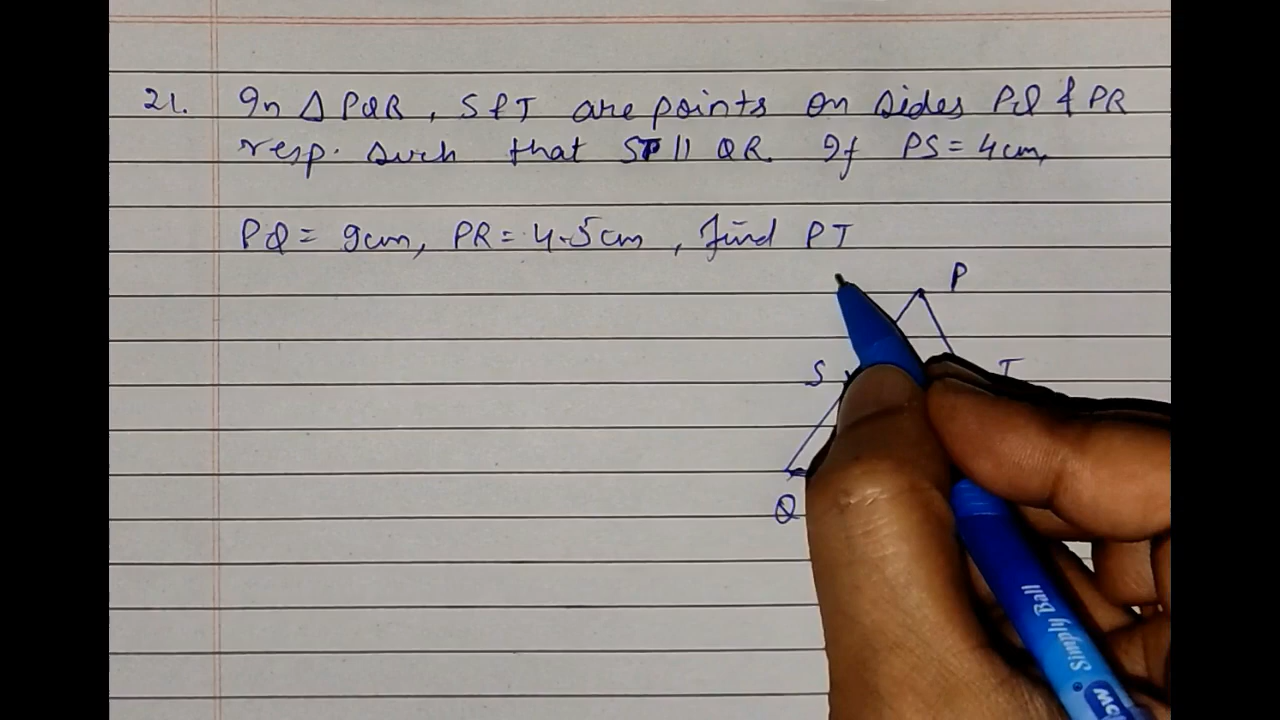 21. In Δ PQR, S & T are points on sides PQ & PR
resp. such that ST || QR. If PS = 4cm,
PQ = 9cm, PR = 4.5cm, find PT
P
S
T
Q
Simply Ball